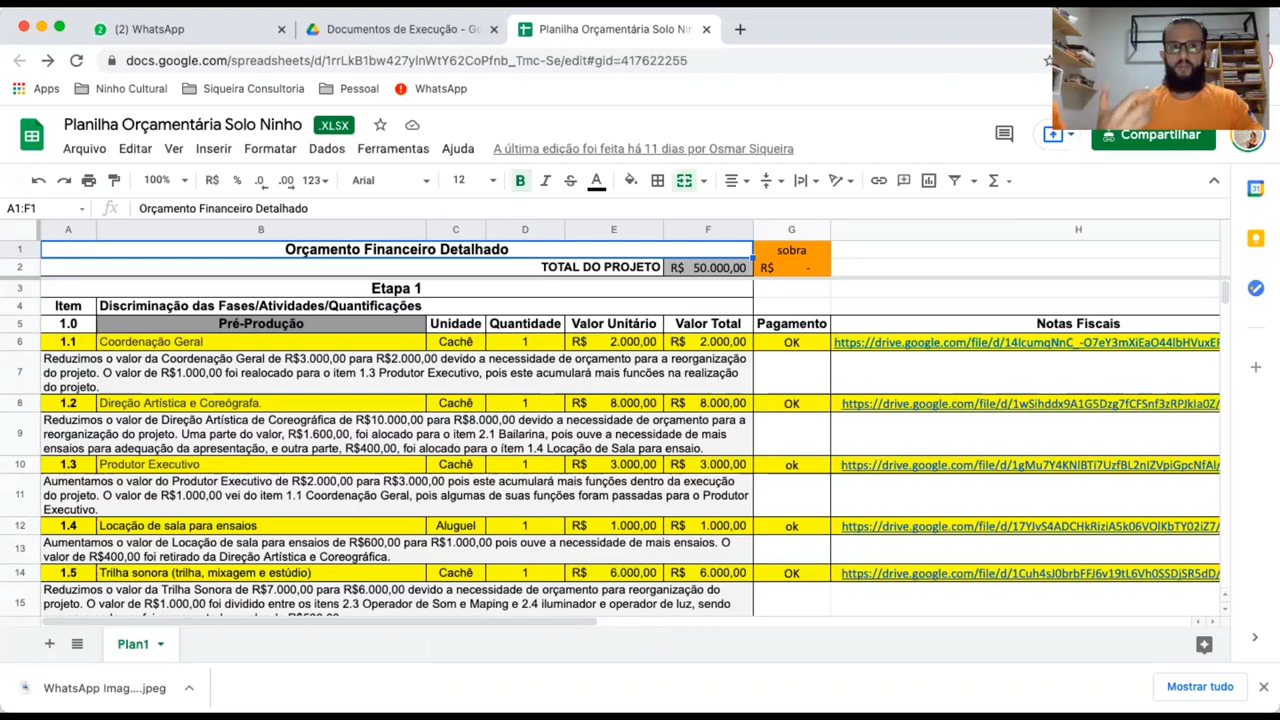 (2) WhatsApp
Documentos de Execução - Go
Planilha Orçamentária Solo Ninho
docs.google.com/spreadsheets/d/1rrLkB1bw427ylnWtY62CoPfnb_Tmc-Se/edit#gid=417622255
Apps Ninho Cultural Siqueira Consultoria Pessoal WhatsApp
Planilha Orçamentária Solo Ninho .XLSX
Arquivo Editar Ver Inserir Formatar Dados Ferramentas Ajuda A última edição foi feita há 11 dias por Osmar Siqueira
Compartilhar
100% R$ % .0 .00 123 Arial 12 B I S A
A1:F1 fx Orçamento Financeiro Detalhado
A B C D E F G H
1 Orçamento Financeiro Detalhado sobra
2 TOTAL DO PROJETO R$ 50.000,00 R$ -
3 Etapa 1
4 Item Discriminação das Fases/Atividades/Quantificações
5 1.0 Pré-Produção Unidade Quantidade Valor Unitário Valor Total Pagamento Notas Fiscais
6 1.1 Coordenação Geral Cachê 1 R$ 2.000,00 R$ 2.000,00 OK
7 Reduzimos o valor da Coordenação Geral de R$3.000,00 para R$2.000,00 devido a necessidade de orçamento para a reorganização
do projeto. O valor de R$1.000,00 foi realocado para o item 1.3 Produtor Executivo, pois este acumulará mais funcões na realização
do projeto.
8 1.2 Direção Artística e Coreógrafa. Cachê 1 R$ 8.000,00 R$ 8.000,00 OK
9 Reduzimos o valor de Direção Artística de Coreográfica de R$10.000,00 para R$8.000,00 devido a necessidade de orçamento para a
reorganização do projeto. Uma parte do valor, R$1.600,00, foi alocado para o item 2.1 Bailarina, pois ouve a necessidade de mais
ensaios para adequação da apresentação, e outra parte, R$400,00, foi alocado para o ítem 1.4 Locação de Sala para ensaio.
10 1.3 Produtor Executivo Cachê 1 R$ 3.000,00 R$ 3.000,00 ok
11 Aumentamos o valor do Produtor Executivo de R$2.000,00 para R$3.000,00 pois este acumulará mais funções dentro da execução
do projeto. O valor de R$1.000,00 vei do item 1.1 Coordenação Geral, pois algumas de suas funções foram passadas para o Produtor
Executivo.
12 1.4 Locação de sala para ensaios Aluguel 1 R$ 1.000,00 R$ 1.000,00 ok
13 Aumentamos o valor de Locação de sala para ensaios de R$600,00 para R$1.000,00 pois ouve a necessidade de mais ensaios. O
valor de R$400,00 foi retirado da Direção Artística e Coreográfica.
14 1.5 Trilha sonora (trilha, mixagem e estúdio) Cachê 1 R$ 6.000,00 R$ 6.000,00 OK
15 Reduzimos o valor da Trilha Sonora de R$7.000,00 para R$6.000,00 devido a necessidade de orçamento para reorganização do
projeto. O valor de R$1.000,00 foi dividido entre os itens 2.3 Operador de Som e Maping e 2.4 iluminador e operador de luz, sendo
Plan1
WhatsApp Imag....jpeg
Mostrar tudo